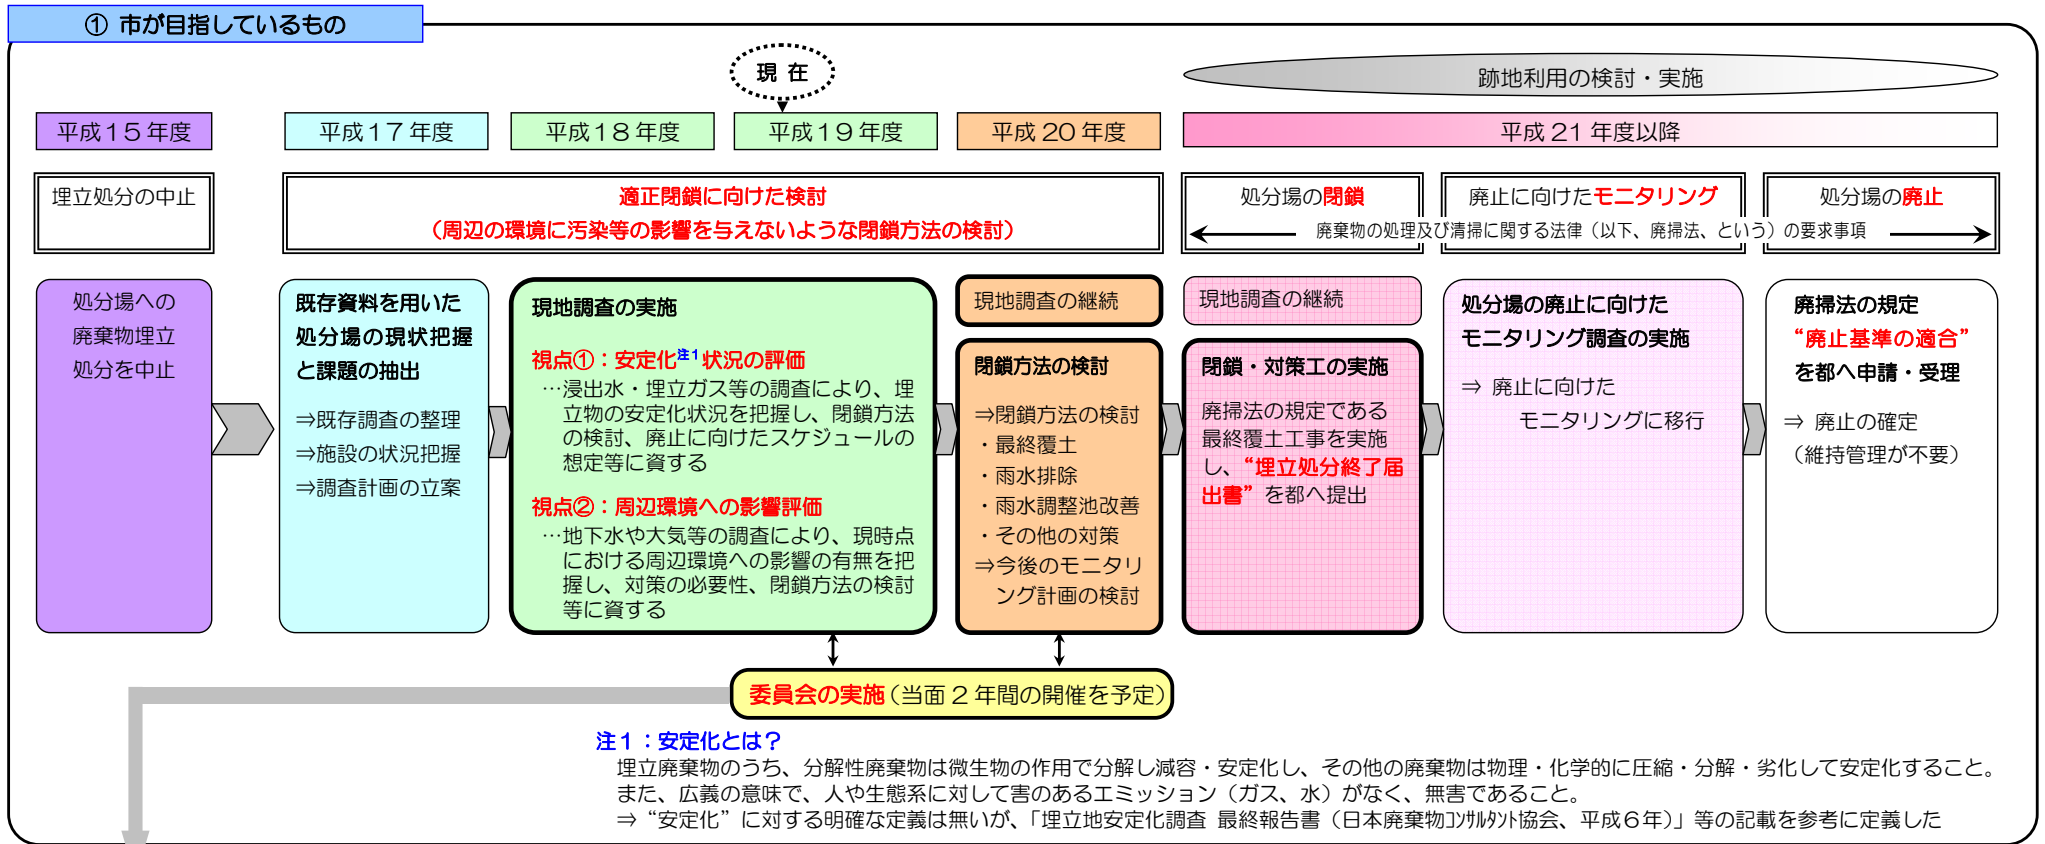 ① 市が目指しているもの
現 在
跡地利用の検討・実施
平成15年度
平成17年度
平成18年度
平成19年度
平成20年度
平成21年度以降
埋立処分の中止
適正閉鎖に向けた検討
（周辺の環境に汚染等の影響を与えないような閉鎖方法の検討）
処分場の閉鎖
廃止に向けたモニタリング
処分場の廃止
廃棄物の処理及び清掃に関する法律（以下、廃掃法、という）の要求事項
処分場への
廃棄物埋立
処分を中止
既存資料を用いた
処分場の現状把握
と課題の抽出
⇒既存調査の整理
⇒施設の状況把握
⇒調査計画の立案
現地調査の実施
視点①：安定化注1状況の評価
…浸出水・埋立ガス等の調査により、埋
立物の安定化状況を把握し、閉鎖方法
の検討、廃止に向けたスケジュールの
想定等に資する
視点②：周辺環境への影響評価
…地下水や大気等の調査により、現時点
における周辺環境への影響の有無を把
握し、対策の必要性、閉鎖方法の検討
等に資する
現地調査の継続
閉鎖方法の検討
⇒閉鎖方法の検討
・最終覆土
・雨水排除
・雨水調整池改善
・その他の対策
⇒今後のモニタリ
ング計画の検討
現地調査の継続
閉鎖・対策工の実施
廃掃法の規定である
最終覆土工事を実施
し、“埋立処分終了届
出書”を都へ提出
処分場の廃止に向けた
モニタリング調査の実施
⇒ 廃止に向けた
モニタリングに移行
廃掃法の規定
“廃止基準の適合”
を都へ申請・受理
⇒ 廃止の確定
（維持管理が不要）
委員会の実施（当面2年間の開催を予定）
注1：安定化とは？
埋立廃棄物のうち、分解性廃棄物は微生物の作用で分解し減容・安定化し、その他の廃棄物は物理・化学的に圧縮・分解・劣化して安定化すること。
また、広義の意味で、人や生態系に対して害のあるエミッション（ガス、水）がなく、無害であること。
⇒“安定化”に対する明確な定義は無いが、「埋立地安定化調査 最終報告書（日本廃棄物ｺﾝｻﾙﾀﾝﾄ協会、平成6年）」等の記載を参考に定義した